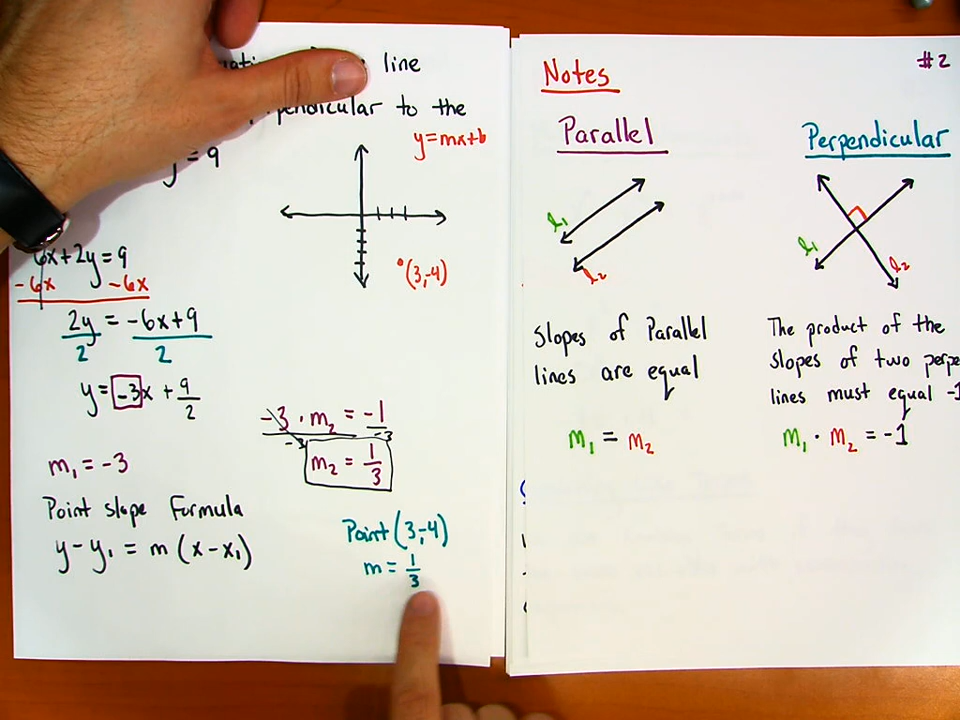 line
perpendicular to the
y = 9
y=mx+b
(3,-4)
6x+2y=9
-6x -6x
2y = -6x+9
2 2
y = -3x + 9/2
-3 · m₂ = -1
-3 -3
m₂ = 1/3
m₁ = -3
Point slope Formula
y-y₁ = m (x-x₁)
Point (3,-4)
m = 1/3
#2
Notes
Parallel
l₁
l₂
Slopes of Parallel
lines are equal
m₁ = m₂
Perpendicular
l₁
l₂
The product of the
slopes of two perpe
lines must equal -1
m₁ · m₂ = -1